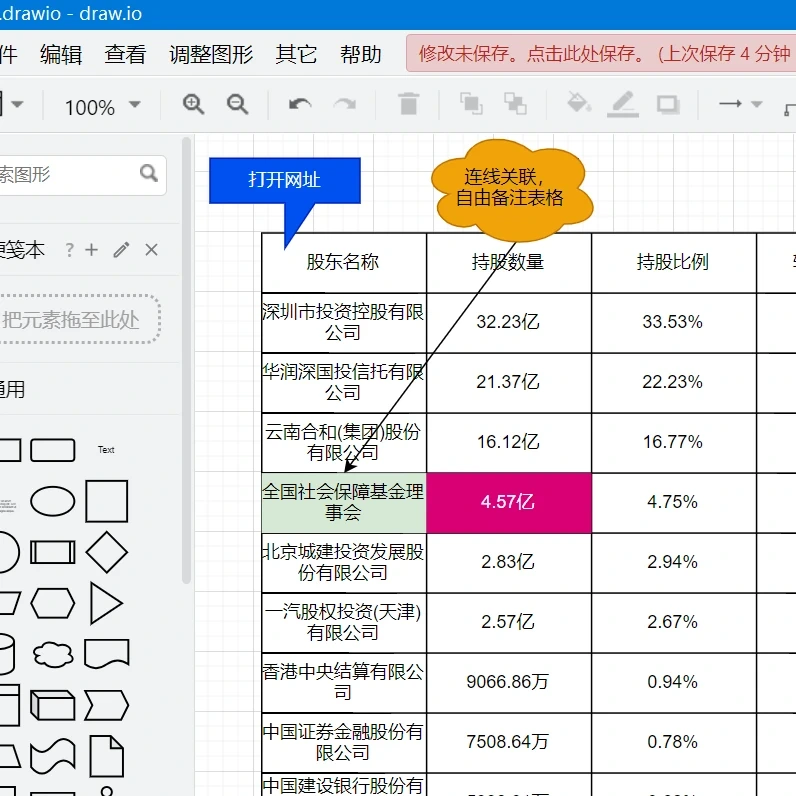 .drawio - draw.io
件 编辑 查看 调整图形 其它 帮助 修改未保存。点击此处保存。 (上次保存 4 分钟
100%
索图形
打开网址
连线关联，
自由备注表格
便笺本 ?
把元素拖至此处
通用
Text
股东名称 持股数量 持股比例
深圳市投资控股有限
公司
32.23亿 33.53%
华润深国投信托有限
公司
21.37亿 22.23%
云南合和(集团)股份
有限公司
16.12亿 16.77%
全国社会保障基金理
事会
4.57亿 4.75%
北京城建投资发展股
份有限公司
2.83亿 2.94%
一汽股权投资(天津)
有限公司
2.57亿 2.67%
香港中央结算有限公
司
9066.86万 0.94%
中国证券金融股份有
限公司
7508.64万 0.78%
中国建设银行股份有